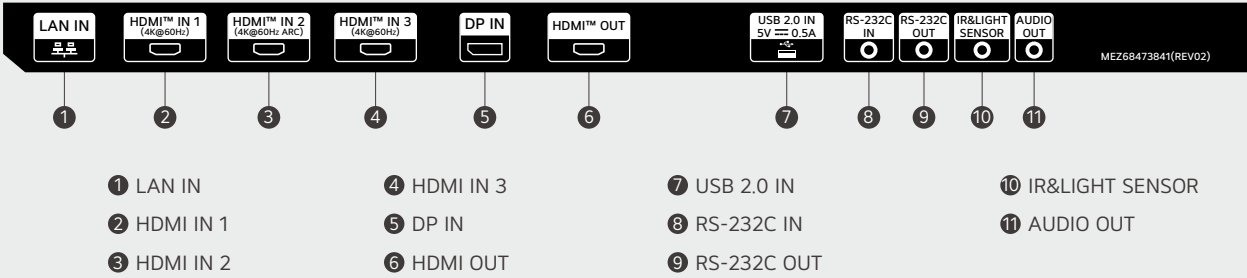 LAN IN
HDMI™ IN 1
(4K@60Hz)
HDMI™ IN 2
(4K@60Hz ARC)
HDMI™ IN 3
(4K@60Hz)
DP IN
HDMI™ OUT
USB 2.0 IN
5V ⎓ 0.5A
RS-232C
IN
RS-232C
OUT
IR&LIGHT
SENSOR
AUDIO
OUT
MEZ68473841(REV02)
1 2 3 4 5 6 7 8 9 10 11
1 LAN IN
2 HDMI IN 1
3 HDMI IN 2
4 HDMI IN 3
5 DP IN
6 HDMI OUT
7 USB 2.0 IN
8 RS-232C IN
9 RS-232C OUT
10 IR&LIGHT SENSOR
11 AUDIO OUT